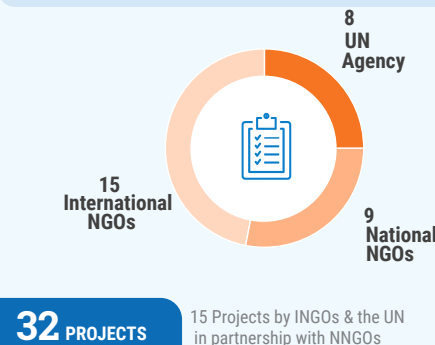 8
UN
Agency
15
International
NGOs
9
National
NGOs
32 PROJECTS
15 Projects by INGOs & the UN
in partnership with NNGOs